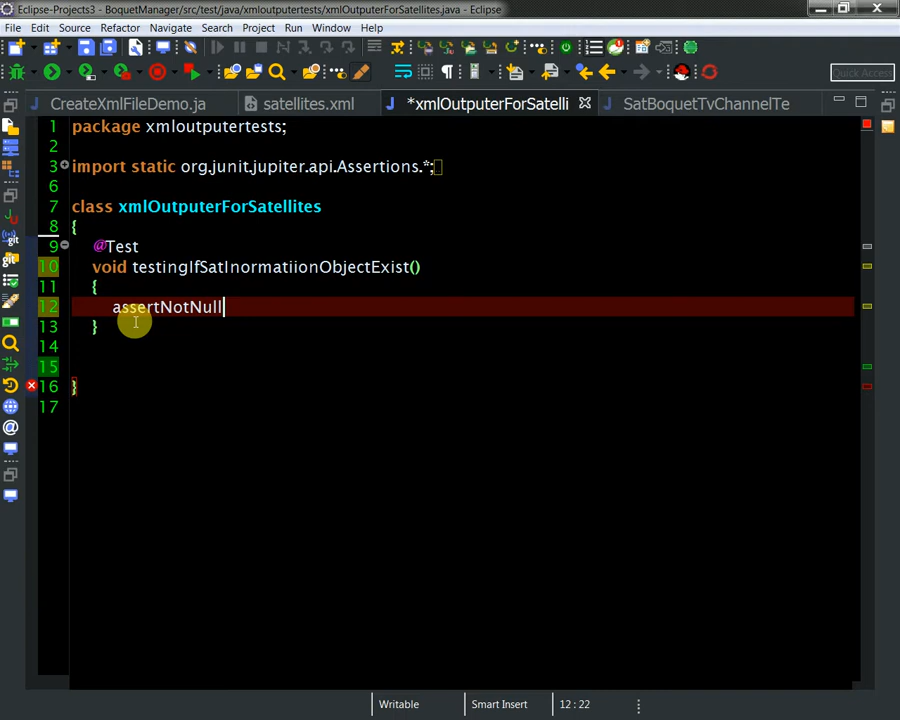 Eclipse-Projects3 - BoquetManager/src/test/java/xmloutputertests/xmlOutputerForSatellites.java - Eclipse
File Edit Source Refactor Navigate Search Project Run Window Help
Quick Access
CreateXmlFileDemo.ja satellites.xml *xmlOutputerForSatelli SatBoquetTvChannelTe
1 package xmloutputertests;
2
3 import static org.junit.jupiter.api.Assertions.*;
6
7 class xmlOutputerForSatellites
8 {
9 @Test
10 void testingIfSatInormatiionObjectExist()
11 {
12 assertNotNull
13 }
14
15
16 }
17
Writable Smart Insert 12 : 22